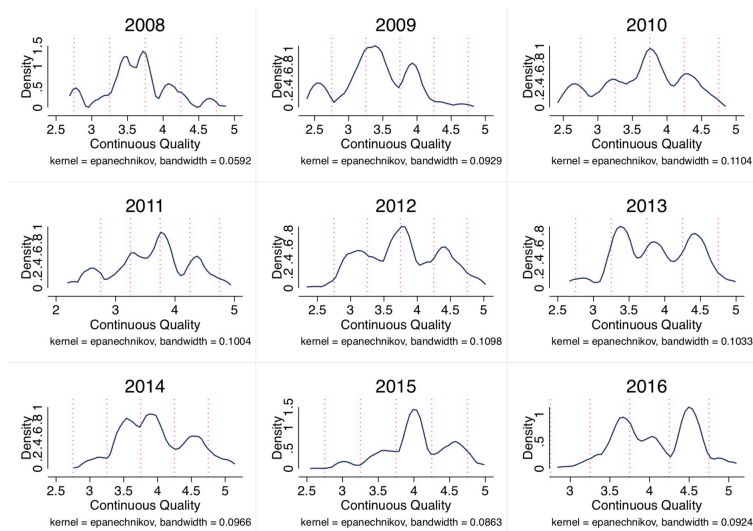 2008
2009
2010
Density
0 .5 1 1.5
2.5 3 3.5 4 4.5 5
Continuous Quality
kernel = epanechnikov, bandwidth = 0.0592
Density
0 .2 .4 .6 .8 1
2.5 3 3.5 4 4.5 5
Continuous Quality
kernel = epanechnikov, bandwidth = 0.0929
Density
0 .2 .4 .6 .8 1
2.5 3 3.5 4 4.5 5
Continuous Quality
kernel = epanechnikov, bandwidth = 0.1104
2011
2012
2013
Density
0 .2 .4 .6 .8 1
2 3 4 5
Continuous Quality
kernel = epanechnikov, bandwidth = 0.1004
Density
0 .2 .4 .6 .8
2.5 3 3.5 4 4.5 5
Continuous Quality
kernel = epanechnikov, bandwidth = 0.1098
Density
0 .2 .4 .6 .8
2.5 3 3.5 4 4.5 5
Continuous Quality
kernel = epanechnikov, bandwidth = 0.1033
2014
2015
2016
Density
0 .2 .4 .6 .8 1
2.5 3 3.5 4 4.5 5
Continuous Quality
kernel = epanechnikov, bandwidth = 0.0966
Density
0 .5 1 1.5
2.5 3 3.5 4 4.5 5
Continuous Quality
kernel = epanechnikov, bandwidth = 0.0863
Density
0 .5 1
3 3.5 4 4.5 5
Continuous Quality
kernel = epanechnikov, bandwidth = 0.0924